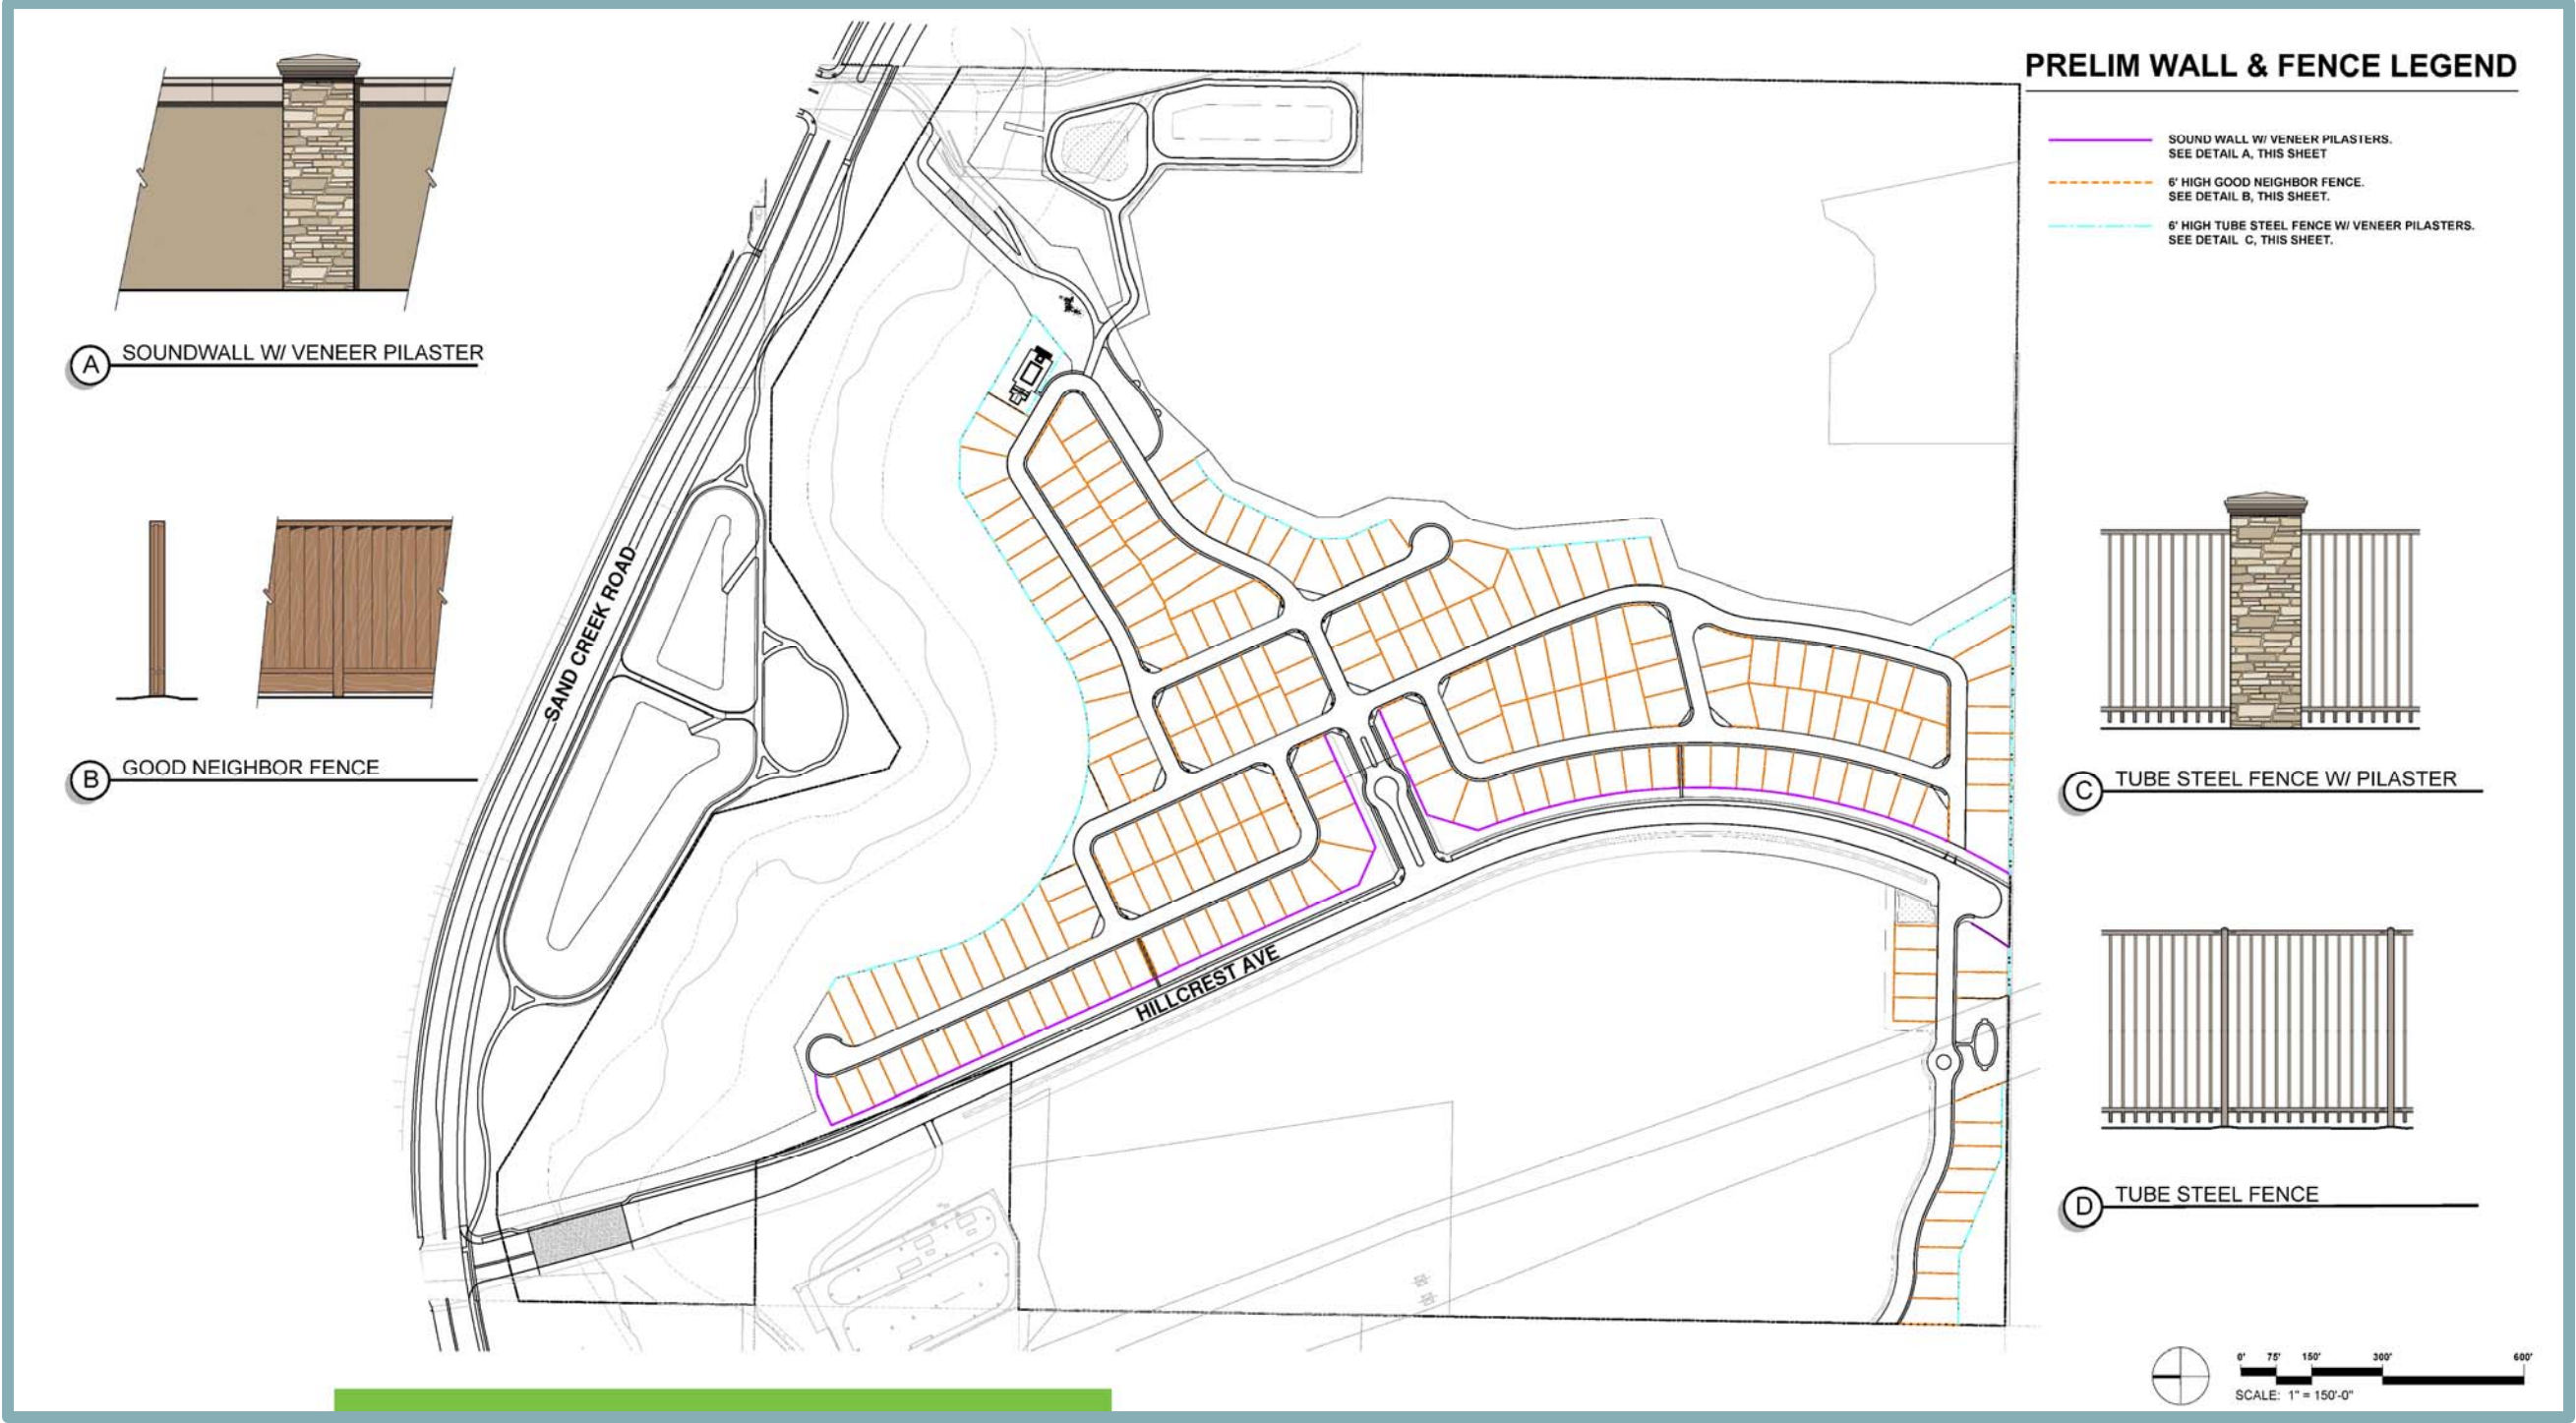 PRELIM WALL & FENCE LEGEND
SOUND WALL W/ VENEER PILASTERS.
SEE DETAIL A, THIS SHEET
6' HIGH GOOD NEIGHBOR FENCE.
SEE DETAIL B, THIS SHEET.
6' HIGH TUBE STEEL FENCE W/ VENEER PILASTERS.
SEE DETAIL C, THIS SHEET.
A SOUNDWALL W/ VENEER PILASTER
B GOOD NEIGHBOR FENCE
SAND CREEK ROAD
HILLCREST AVE
C TUBE STEEL FENCE W/ PILASTER
D TUBE STEEL FENCE
0' 75' 150' 300' 600'
SCALE: 1" = 150'-0"